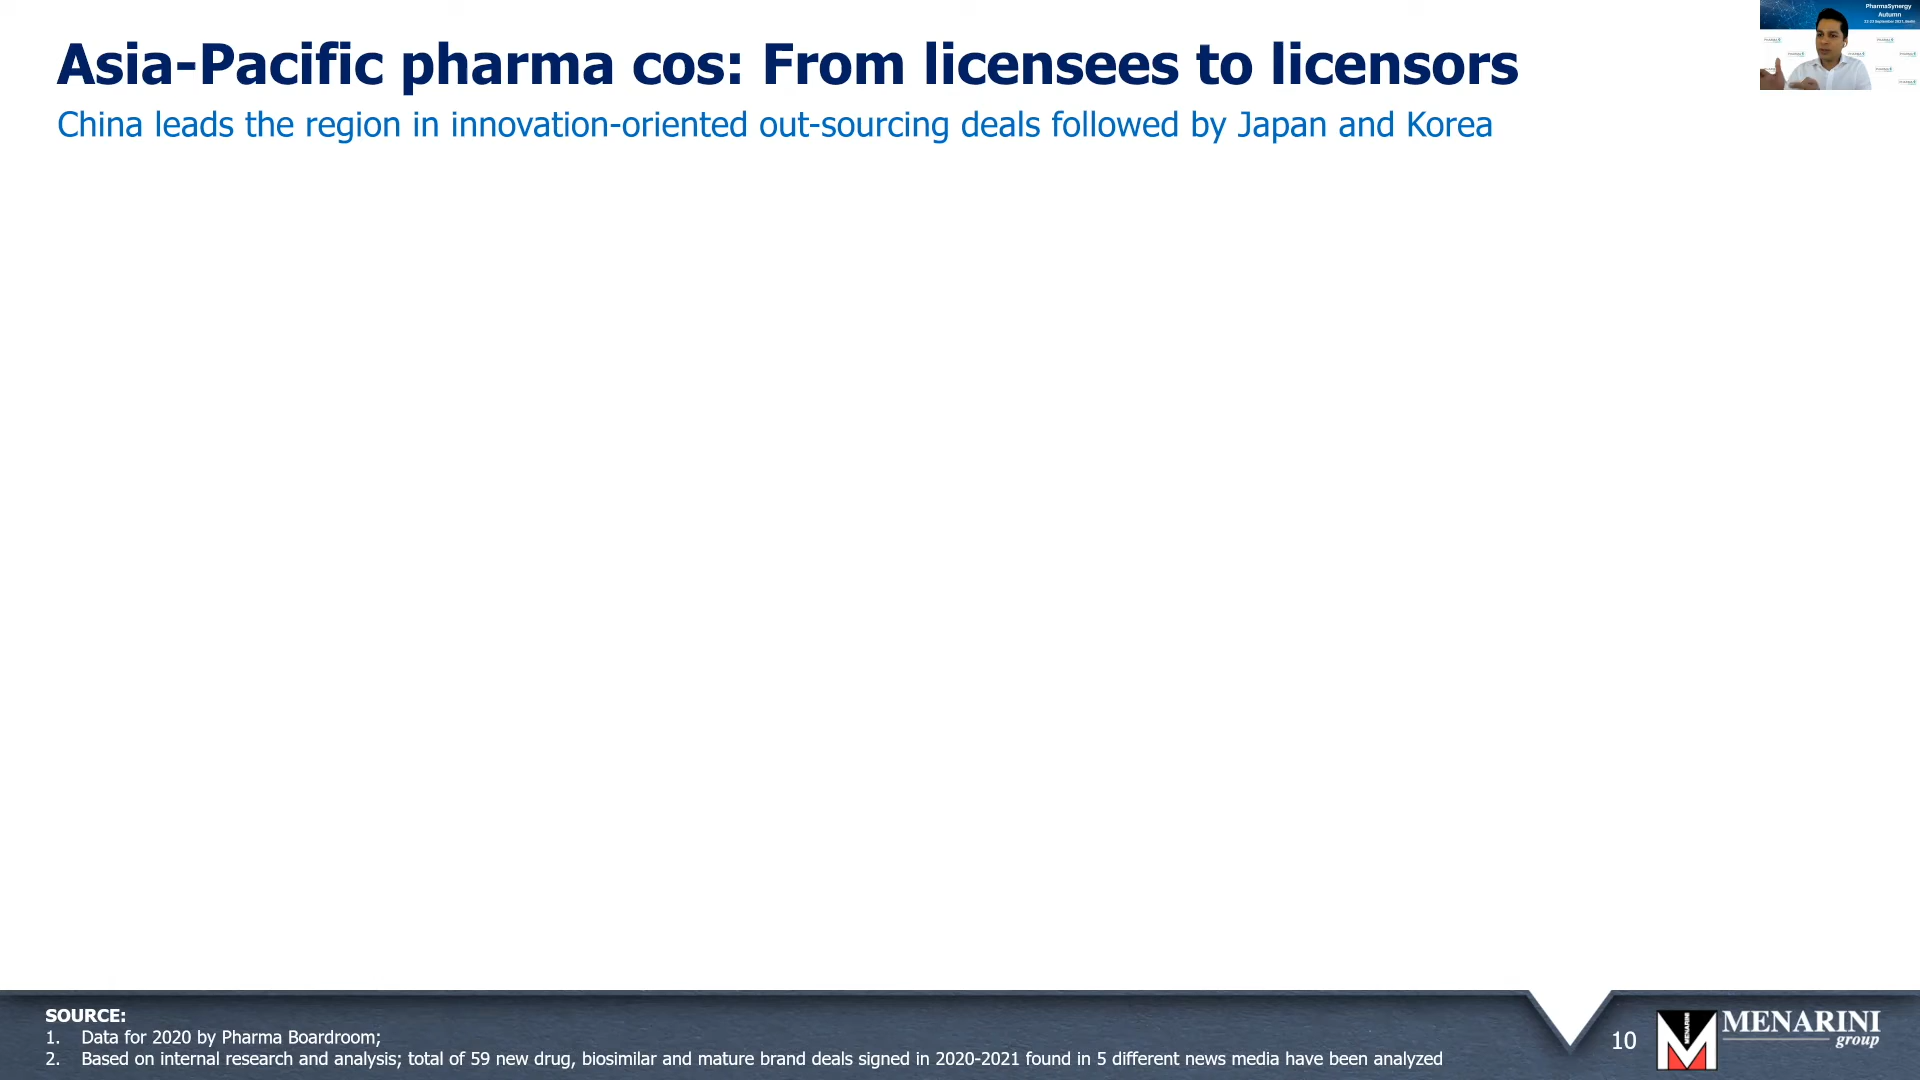 Asia-Pacific pharma cos: From licensees to licensors
China leads the region in innovation-oriented out-sourcing deals followed by Japan and Korea
PharmaSynergy
Autumn
SOURCE:
1. Data for 2020 by Pharma Boardroom;
2. Based on internal research and analysis; total of 59 new drug, biosimilar and mature brand deals signed in 2020-2021 found in 5 different news media have been analyzed
10
MENARINI
MENARINI
group